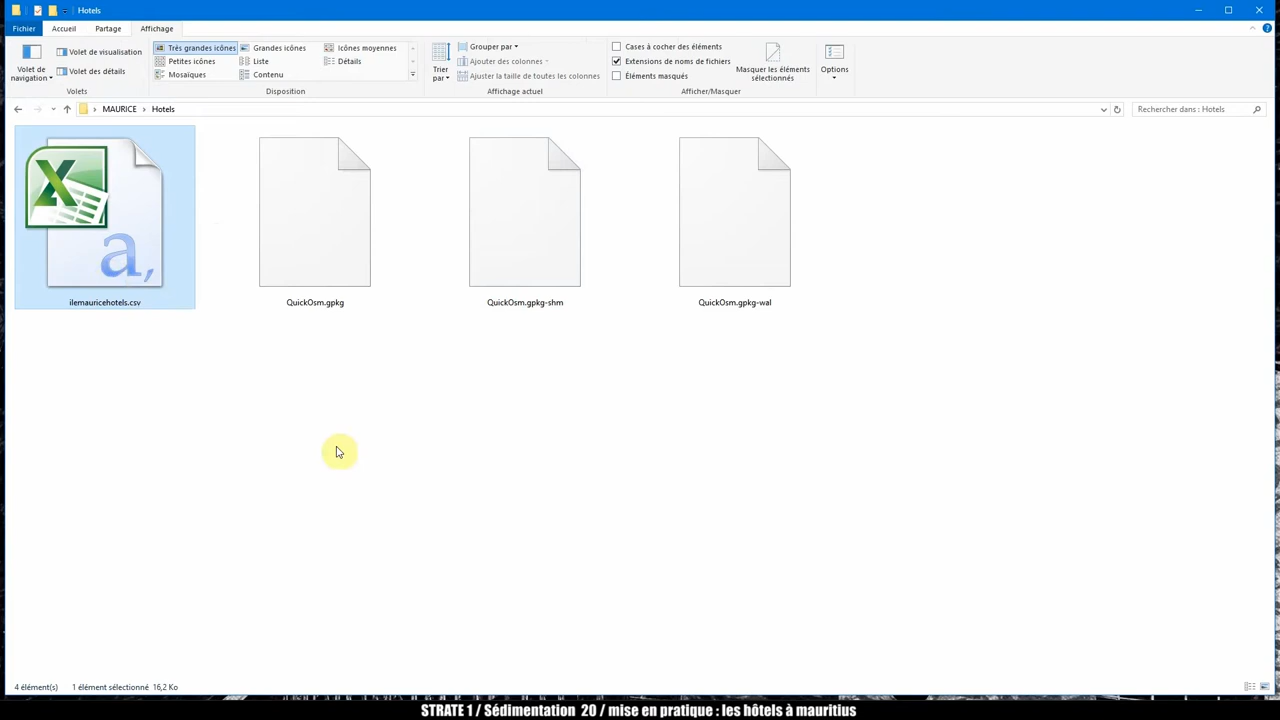 Hotels
Fichier
Accueil
Partage
Affichage
Volet de navigation
Volet de visualisation
Volet des détails
Volets
Très grandes icônes
Grandes icônes
Icônes moyennes
Petites icônes
Liste
Détails
Mosaïques
Contenu
Disposition
Trier par
Grouper par
Ajouter des colonnes
Ajuster la taille de toutes les colonnes
Affichage actuel
Cases à cocher des éléments
Extensions de noms de fichiers
Éléments masqués
Masquer les éléments sélectionnés
Afficher/Masquer
Options
MAURICE
Hotels
Rechercher dans : Hotels
a,
ilemauricehotels.csv
QuickOsm.gpkg
QuickOsm.gpkg-shm
QuickOsm.gpkg-wal
4 élément(s)
1 élément sélectionné 16,2 Ko
STRATE 1 / Sédimentation 20 / mise en pratique : les hôtels à mauritius